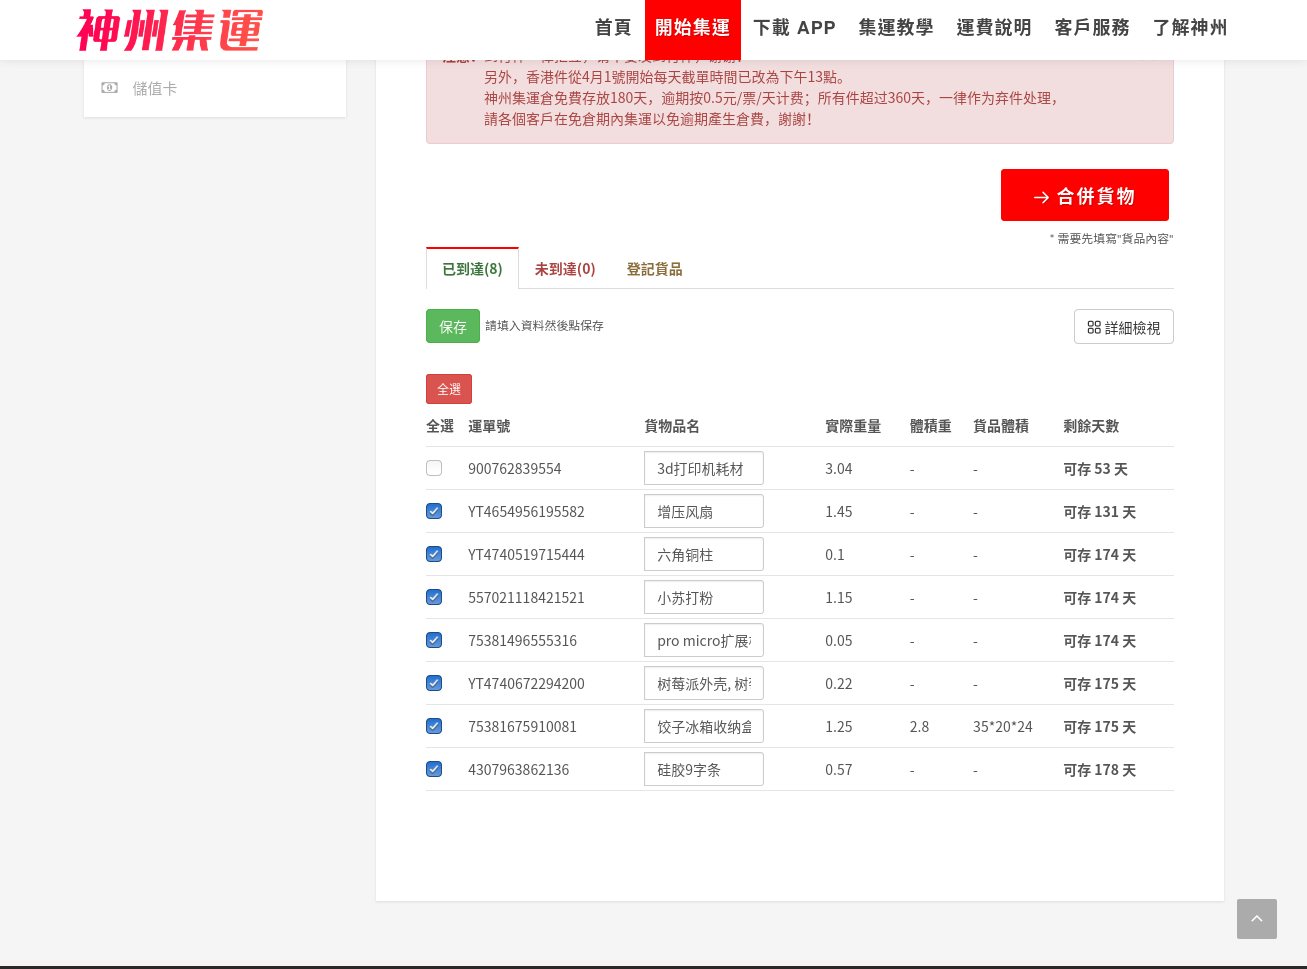 神州集運
首頁 開始集運 下載 APP 集運教學 運費說明 客戶服務 了解神州
儲值卡
另外，香港件從4月1號開始每天截單時間已改為下午13點。
神州集運倉免費存放180天，逾期按0.5元/票/天计费；所有件超过360天，一律作为弃件处理，
請各個客戶在免倉期內集運以免逾期產生倉費，謝謝！
→ 合併貨物
* 需要先填寫"貨品內容"
已到達(8) 未到達(0) 登記貨品
保存 請填入資料然後點保存 詳細檢視
全選
全選 運單號 貨物品名 實際重量 體積重 貨品體積 剩餘天數
900762839554 3d打印机耗材 3.04 - - 可存 53 天
YT4654956195582 增压风扇 1.45 - - 可存 131 天
YT4740519715444 六角铜柱 0.1 - - 可存 174 天
557021118421521 小苏打粉 1.15 - - 可存 174 天
75381496555316 pro micro扩展 0.05 - - 可存 174 天
YT4740672294200 树莓派外壳, 树 0.22 - - 可存 175 天
75381675910081 饺子冰箱收纳盒 1.25 2.8 35*20*24 可存 175 天
4307963862136 硅胶9字条 0.57 - - 可存 178 天